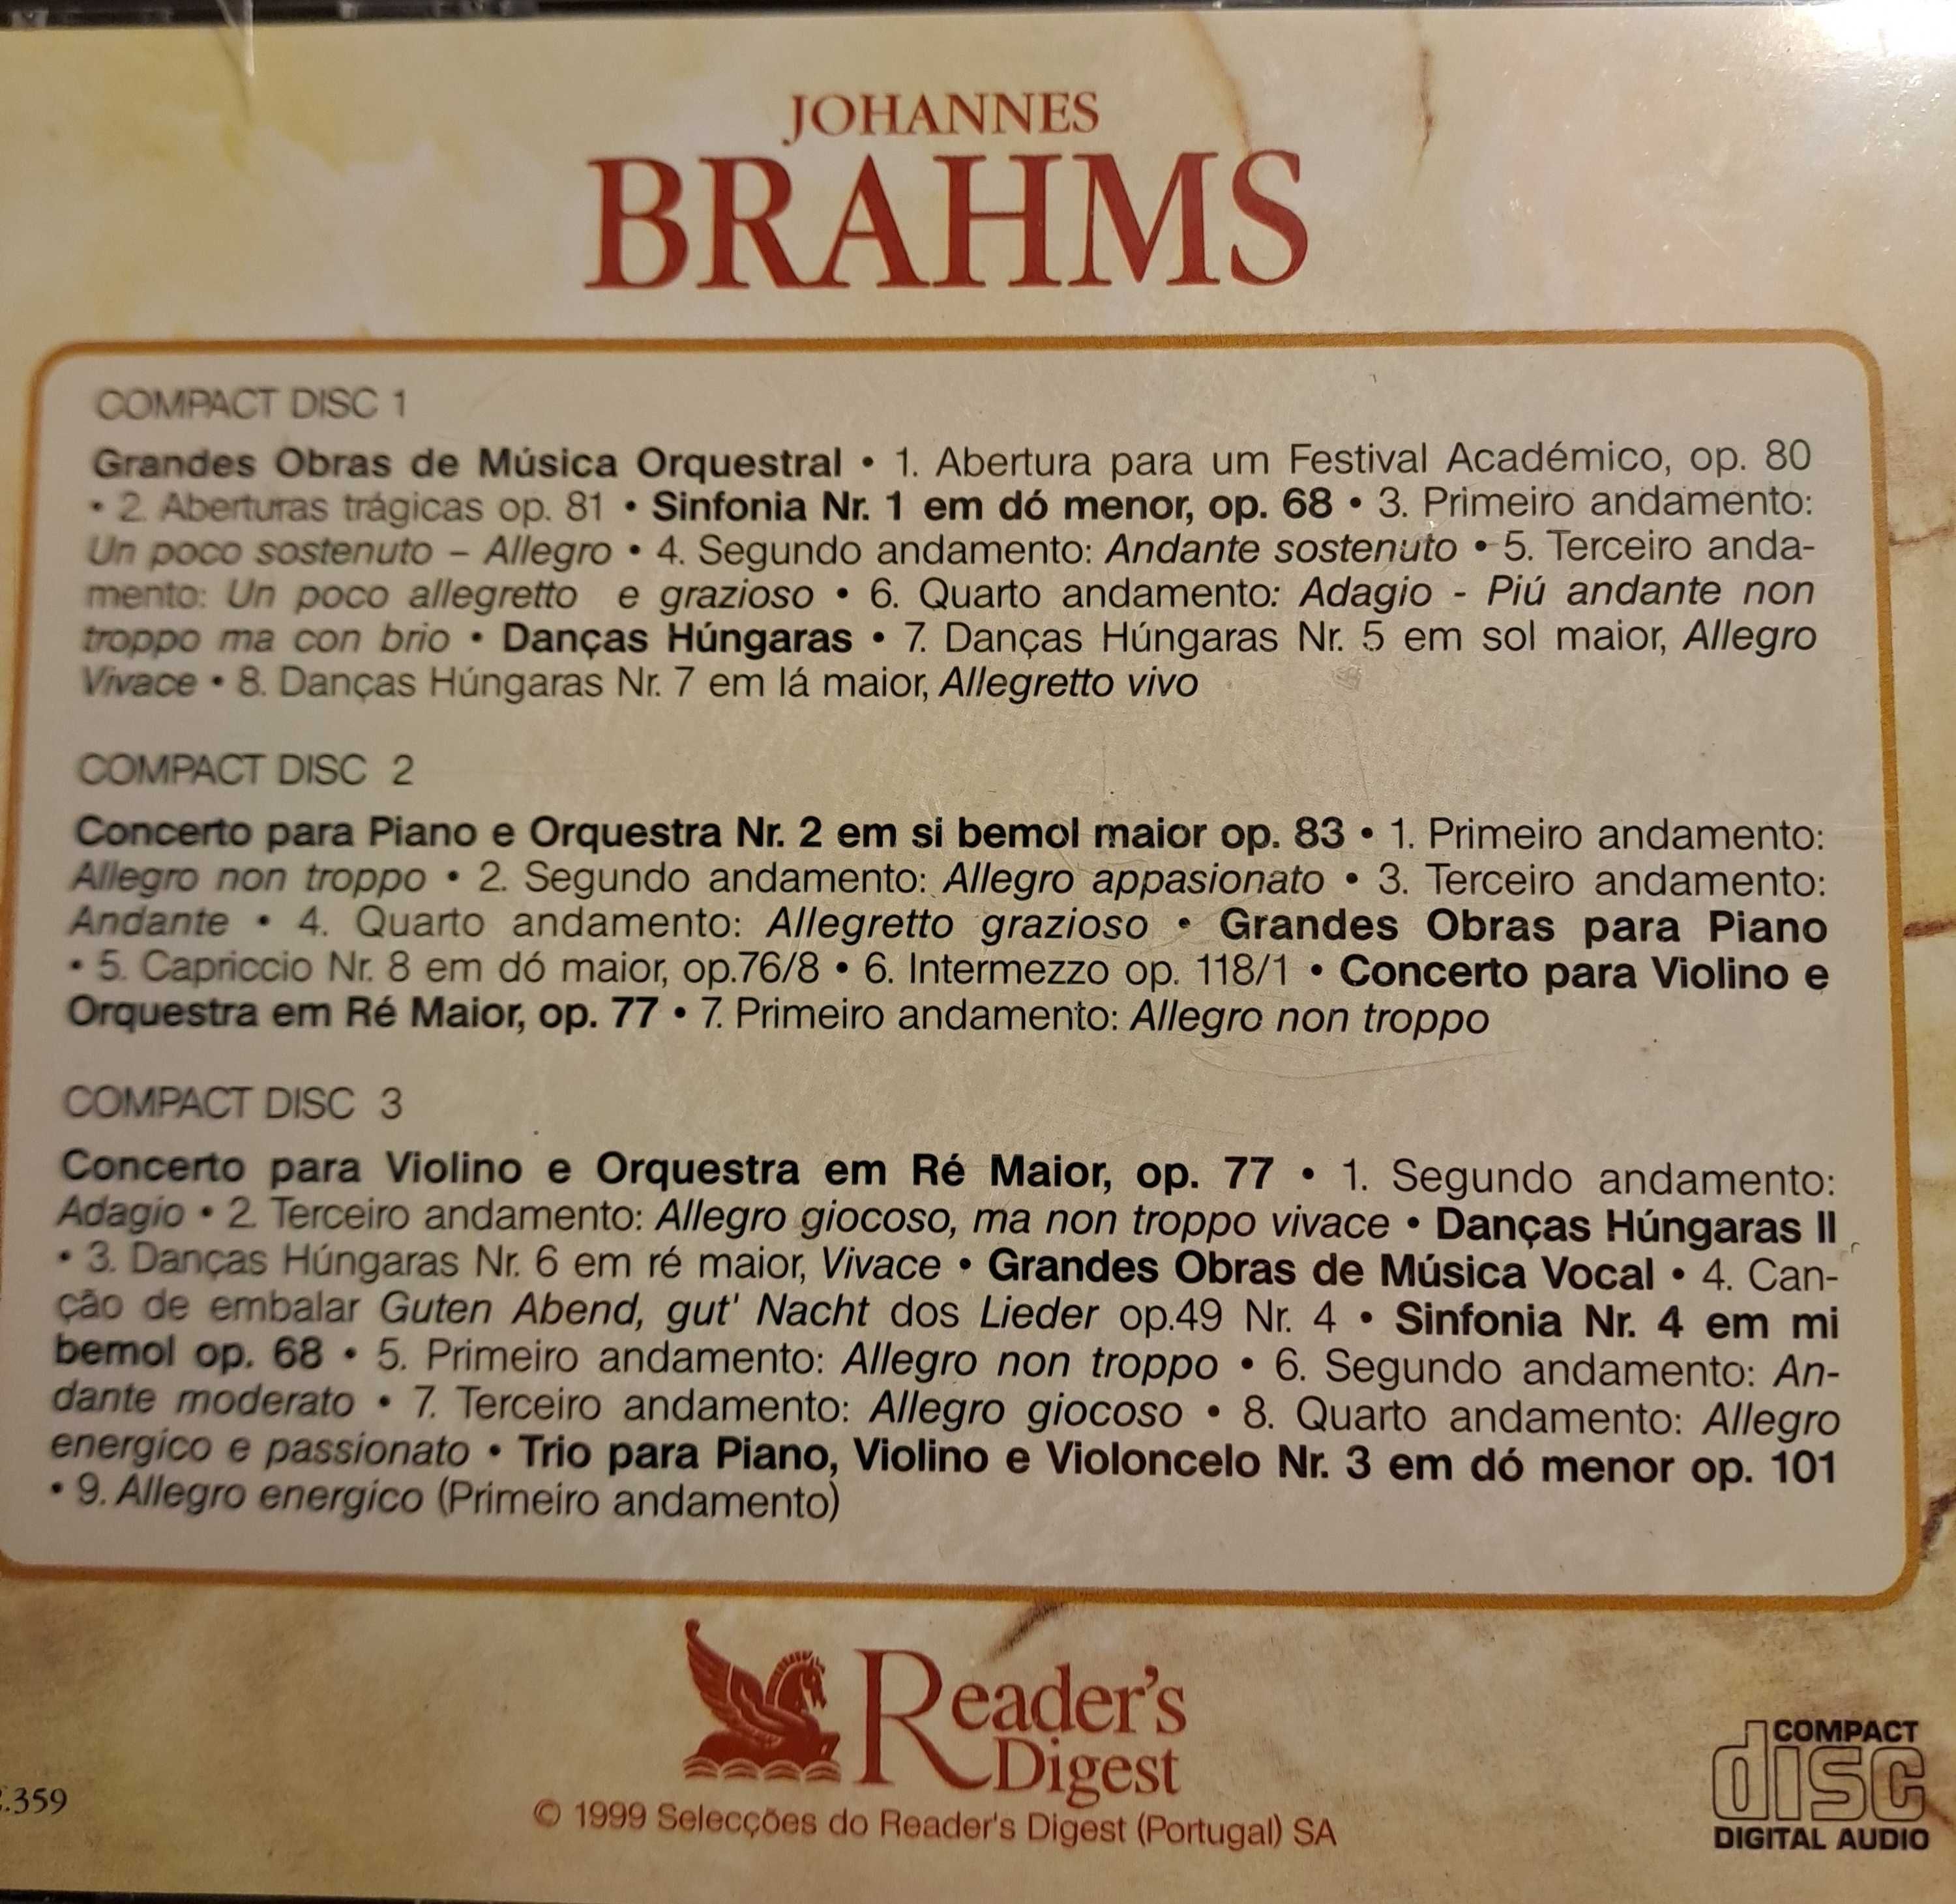 JOHANNES
BRAHMS
COMPACT DISC 1
Grandes Obras de Música Orquestral • 1. Abertura para um Festival Académico, op. 80
• 2. Aberturas trágicas op. 81 • Sinfonia Nr. 1 em dó menor, op. 68 • 3. Primeiro andamento:
Un poco sostenuto – Allegro • 4. Segundo andamento: Andante sostenuto • 5. Terceiro anda-
mento: Un poco allegretto e grazioso • 6. Quarto andamento: Adagio - Piú andante non
troppo ma con brio • Danças Húngaras • 7. Danças Húngaras Nr. 5 em sol maior, Allegro
Vivace • 8. Danças Húngaras Nr. 7 em lá maior, Allegretto vivo
COMPACT DISC 2
Concerto para Piano e Orquestra Nr. 2 em si bemol maior op. 83 • 1. Primeiro andamento:
Allegro non troppo • 2. Segundo andamento: Allegro appasionato • 3. Terceiro andamento:
Andante • 4. Quarto andamento: Allegretto grazioso • Grandes Obras para Piano
• 5. Capriccio Nr. 8 em dó maior, op.76/8 • 6. Intermezzo op. 118/1 • Concerto para Violino e
Orquestra em Ré Maior, op. 77 • 7. Primeiro andamento: Allegro non troppo
COMPACT DISC 3
Concerto para Violino e Orquestra em Ré Maior, op. 77 • 1. Segundo andamento:
Adagio • 2. Terceiro andamento: Allegro giocoso, ma non troppo vivace • Danças Húngaras II
• 3. Danças Húngaras Nr. 6 em ré maior, Vivace • Grandes Obras de Música Vocal • 4. Can-
ção de embalar Guten Abend, gut' Nacht dos Lieder op.49 Nr. 4 • Sinfonia Nr. 4 em mi
bemol op. 68 • 5. Primeiro andamento: Allegro non troppo • 6. Segundo andamento: An-
dante moderato • 7. Terceiro andamento: Allegro giocoso • 8. Quarto andamento: Allegro
energico e passionato • Trio para Piano, Violino e Violoncelo Nr. 3 em dó menor op. 101
• 9. Allegro energico (Primeiro andamento)
Reader's
Digest
© 1999 Selecções do Reader's Digest (Portugal) SA
.359
COMPACT
disc
DIGITAL AUDIO